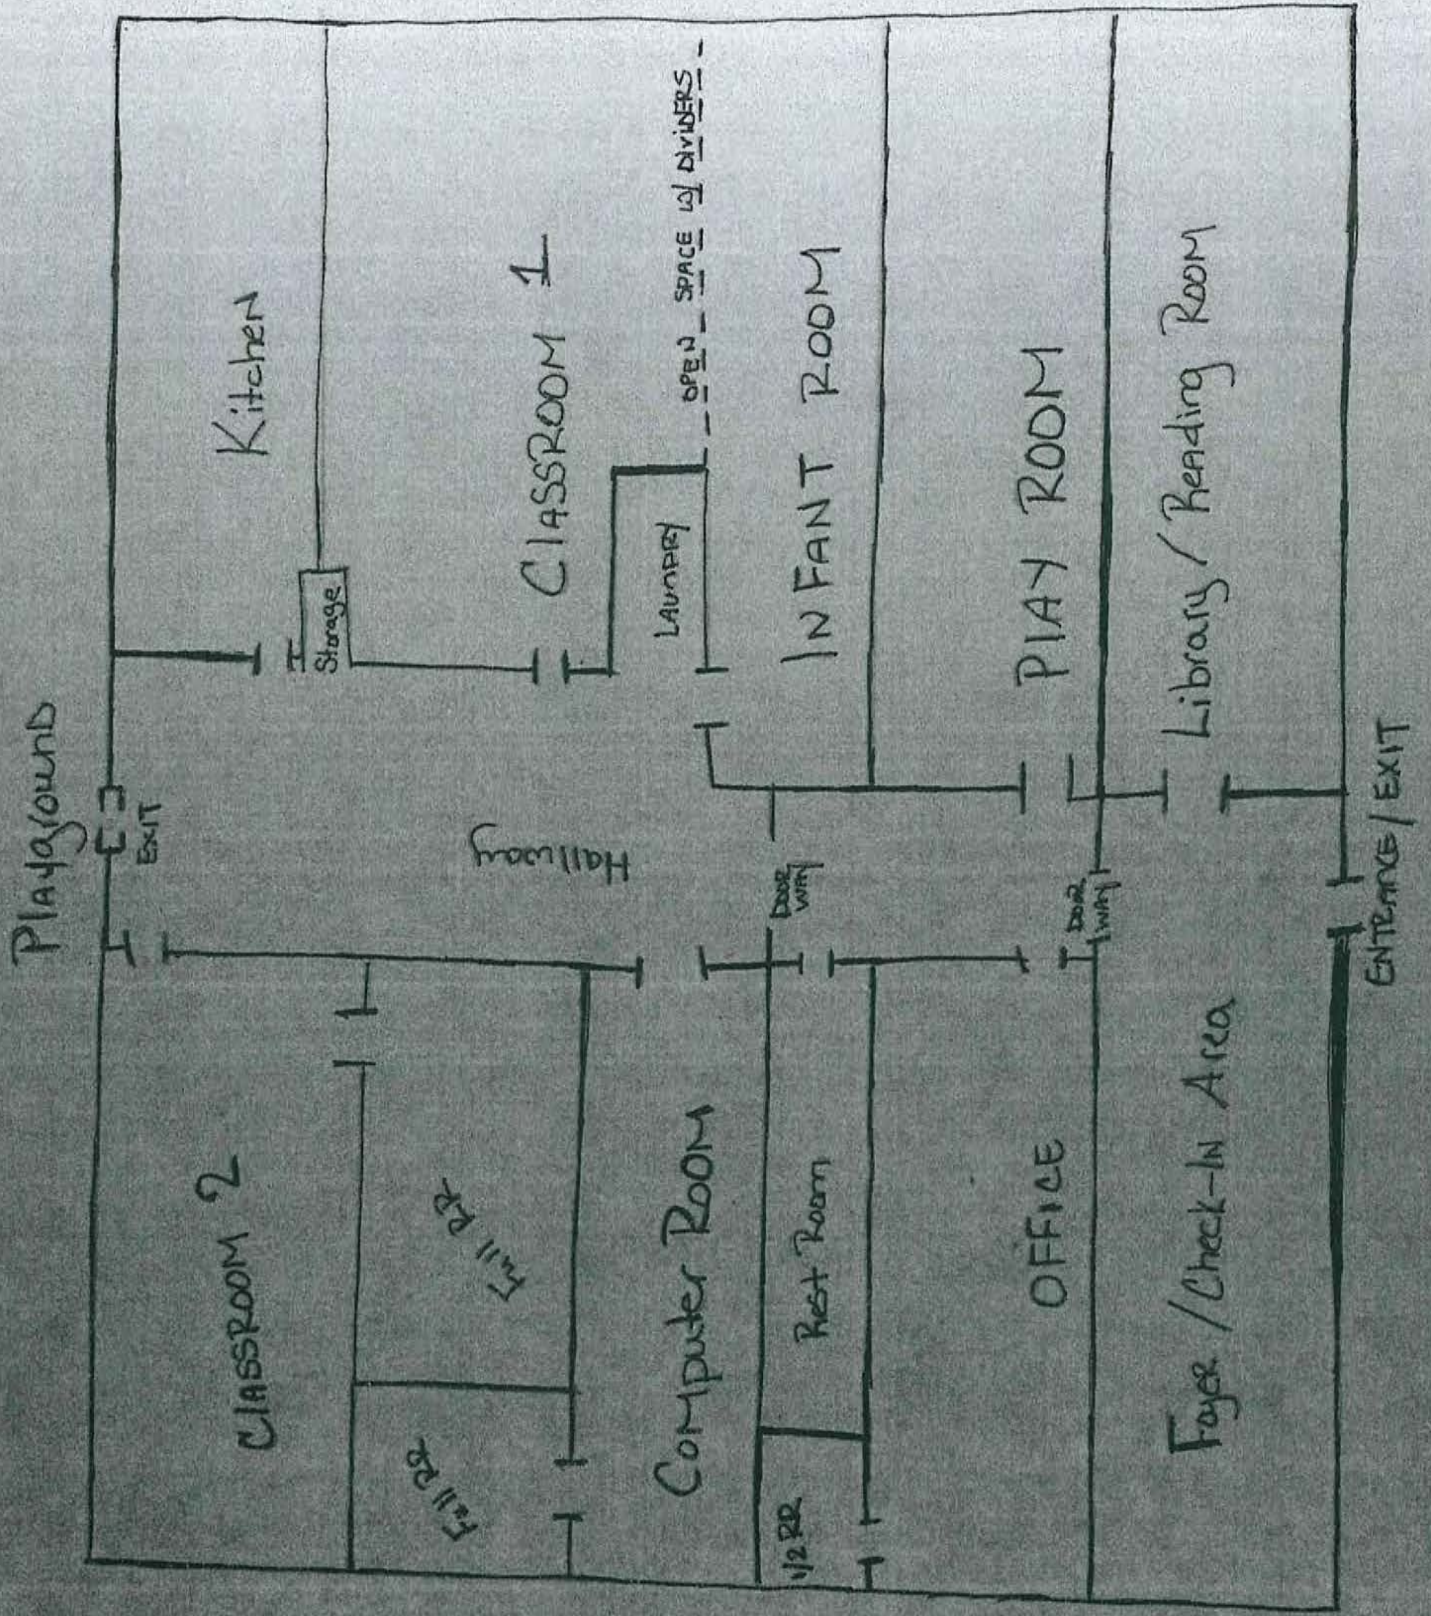 Playground
EXIT
Kitchen
Storage
ClASSROOM 1
LAUNDRY
OPEN SPACE W/ DIVIDERS
INFANT ROOM
PlAY ROOM
Library / Reading Room
Hallway
DOOR
WAY
DOOR
WAY
ClASSROOM 2
Full RR
Full RR
Computer Room
Rest Room
1/2 RR
OFFICE
Foyer / Check-In Area
ENTRANCE / EXIT